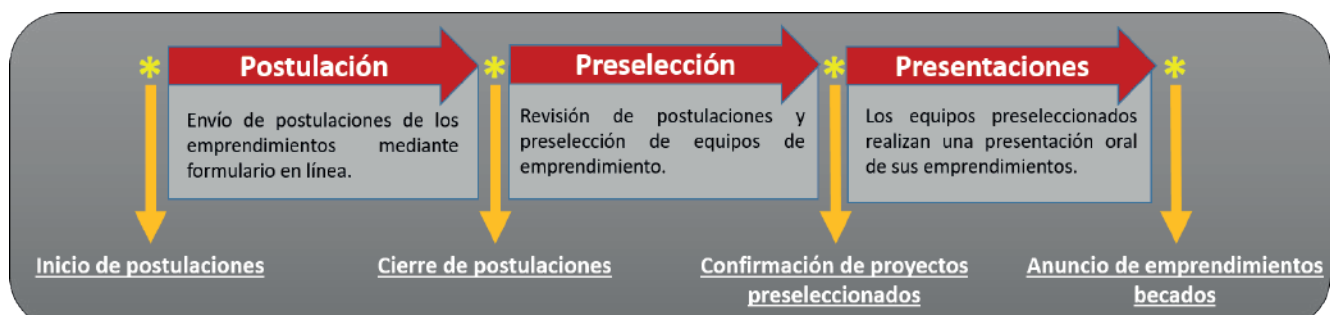 * Postulación * Preselección * Presentaciones *
Envío de postulaciones de los
emprendimientos mediante
formulario en línea.
Revisión de postulaciones y
preselección de equipos de
emprendimiento.
Los equipos preseleccionados
realizan una presentación oral
de sus emprendimientos.
Inicio de postulaciones
Cierre de postulaciones
Confirmación de proyectos
preseleccionados
Anuncio de emprendimientos
becados